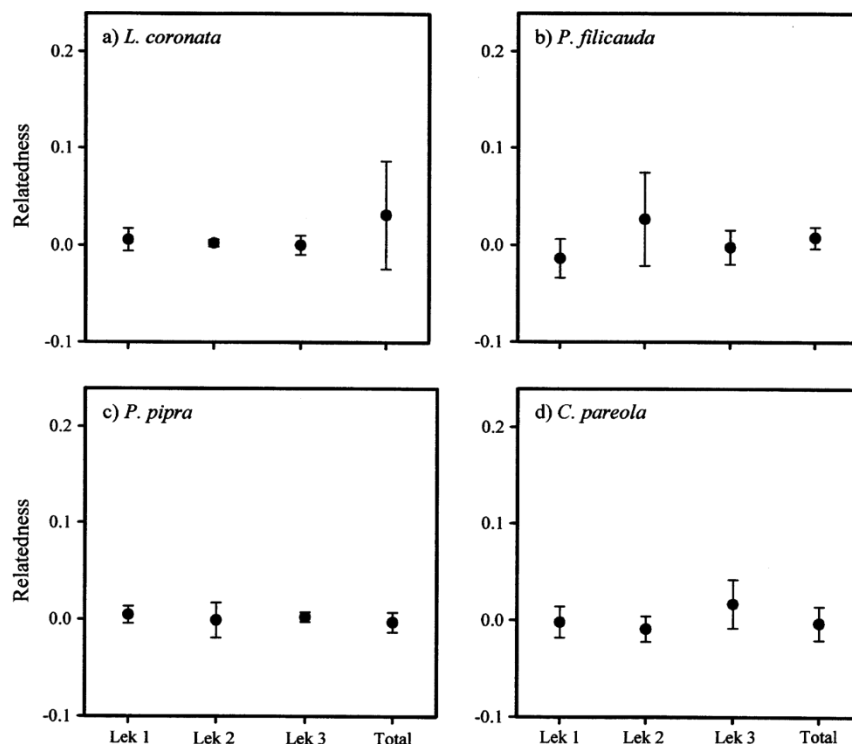 a) L. coronata
b) P. filicauda
0.2
0.1
0.0
-0.1
Relatedness
0.2
0.1
0.0
-0.1
c) P. pipra
d) C. pareola
0.2
0.1
0.0
-0.1
Relatedness
0.2
0.1
0.0
-0.1
Lek 1 Lek 2 Lek 3 Total
Lek 1 Lek 2 Lek 3 Total